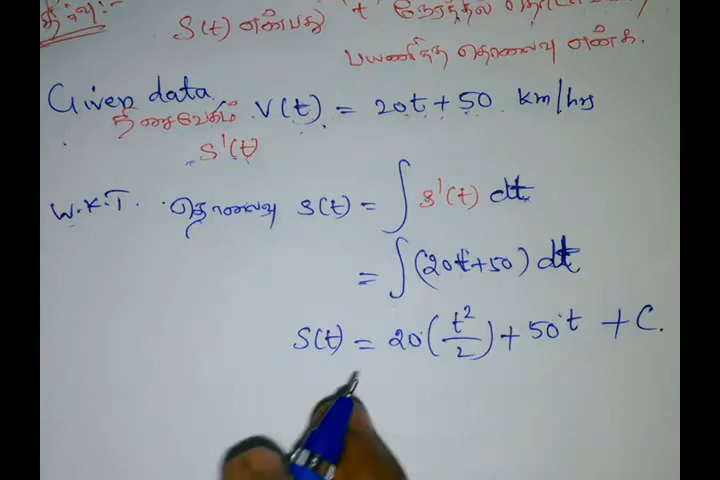 தீர்வு:-
S(t) என்பது 't' நேரத்தில்
பயணித்த தொலைவு என்க.
Given data
திசைவேகம் V(t) = 20t + 50 km/hrs
S'(t)
W.K.T. தொலைவு s(t) = ∫ s'(t) dt
= ∫ (20t+50) dt
S(t) = 20(t²/2) + 50t + C.